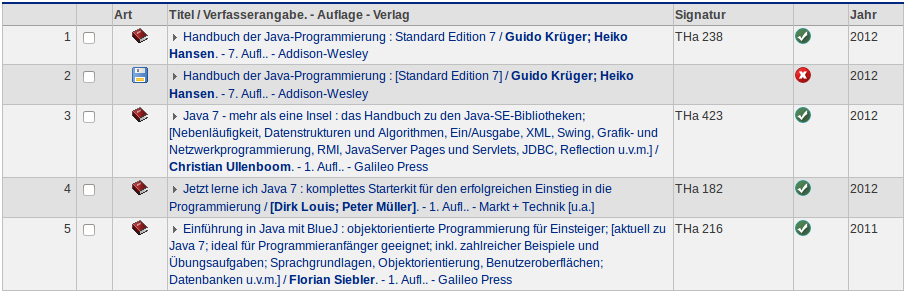 Art Titel / Verfasserangabe. - Auflage - Verlag Signatur Jahr
1 Handbuch der Java-Programmierung : Standard Edition 7 / Guido Krüger; Heiko THa 238 2012
Hansen. - 7. Aufl.. - Addison-Wesley
2 Handbuch der Java-Programmierung : [Standard Edition 7] / Guido Krüger; Heiko 2012
Hansen. - 7. Aufl.. - Addison-Wesley
3 Java 7 - mehr als eine Insel : das Handbuch zu den Java-SE-Bibliotheken; THa 423 2012
[Nebenläufigkeit, Datenstrukturen und Algorithmen, Ein/Ausgabe, XML, Swing, Grafik- und
Netzwerkprogrammierung, RMI, JavaServer Pages und Servlets, JDBC, Reflection u.v.m.] /
Christian Ullenboom. - 1. Aufl.. - Galileo Press
4 Jetzt lerne ich Java 7 : komplettes Starterkit für den erfolgreichen Einstieg in die THa 182 2012
Programmierung / [Dirk Louis; Peter Müller]. - 1. Aufl.. - Markt + Technik [u.a.]
5 Einführung in Java mit BlueJ : objektorientierte Programmierung für Einsteiger; [aktuell zu THa 216 2011
Java 7; ideal für Programmieranfänger geeignet; inkl. zahlreicher Beispiele und
Übungsaufgaben; Sprachgrundlagen, Objektorientierung, Benutzeroberflächen;
Datenbanken u.v.m.] / Florian Siebler. - 1. Aufl.. - Galileo Press